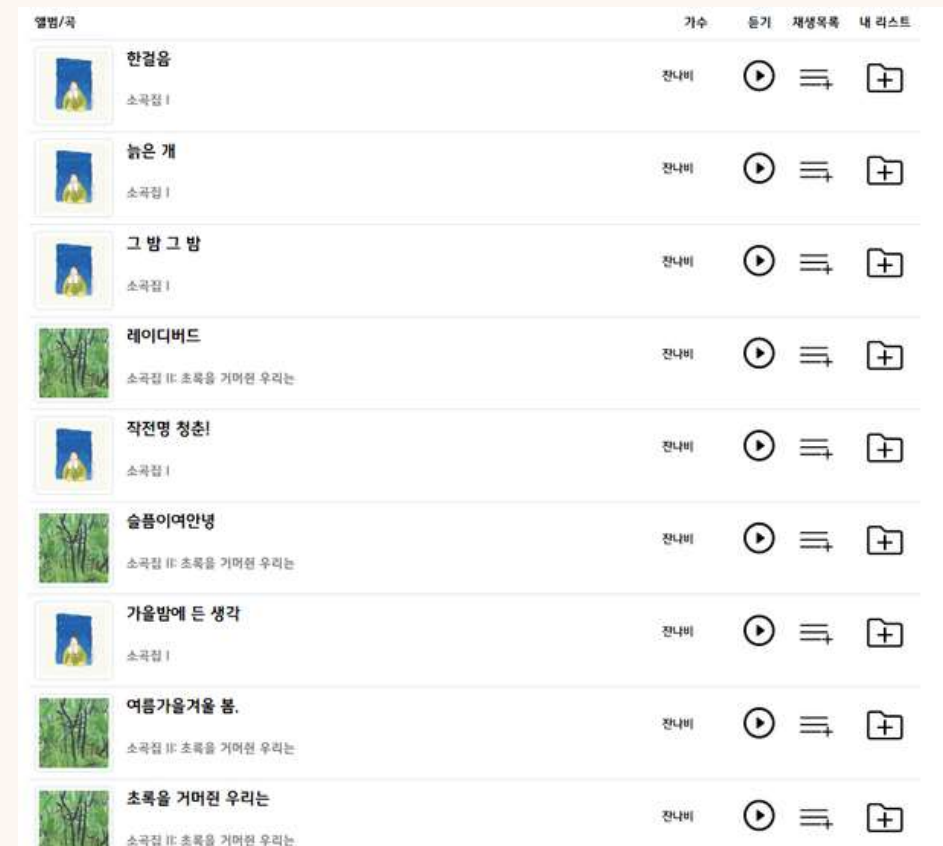 앨범/곡 가수 듣기 재생목록 내 리스트
한걸음
잔나비
소곡집 I
늙은 개
잔나비
소곡집 I
그 밤 그 밤
잔나비
소곡집 I
레이디버드
잔나비
소곡집 II: 초록을 거머쥔 우리는
작전명 청춘!
잔나비
소곡집 I
슬픔이여안녕
잔나비
소곡집 II: 초록을 거머쥔 우리는
가을밤에 든 생각
잔나비
소곡집 I
여름가을겨울 봄.
잔나비
소곡집 II: 초록을 거머쥔 우리는
초록을 거머쥔 우리는
잔나비
소곡집 II: 초록을 거머쥔 우리는